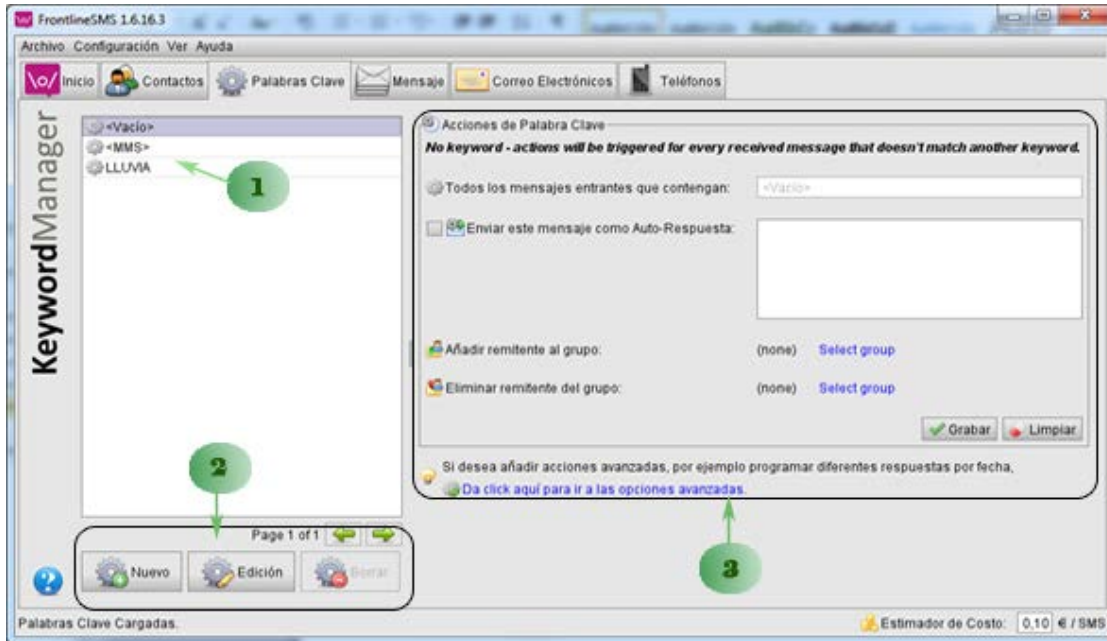 FrontlineSMS 1.6.16.3
Archivo Configuración Ver Ayuda
\o/ Inicio Contactos Palabras Clave Mensaje Correo Electrónicos Teléfonos
KeywordManager
<Vacío>
<MMS>
LLUVIA
1
Acciones de Palabra Clave
No keyword - actions will be triggered for every received message that doesn't match another keyword.
Todos los mensajes entrantes que contengan: <Vacío>
Enviar este mensaje como Auto-Respuesta:
Añadir remitente al grupo: (none) Select group
Eliminar remitente del grupo: (none) Select group
Grabar Limpiar
Si desea añadir acciones avanzadas, por ejemplo programar diferentes respuestas por fecha,
Da click aquí para ir a las opciones avanzadas.
2
Page 1 of 1
Nuevo Edición Borrar
3
Palabras Clave Cargadas.
Estimador de Costo: 0,10 € / SMS